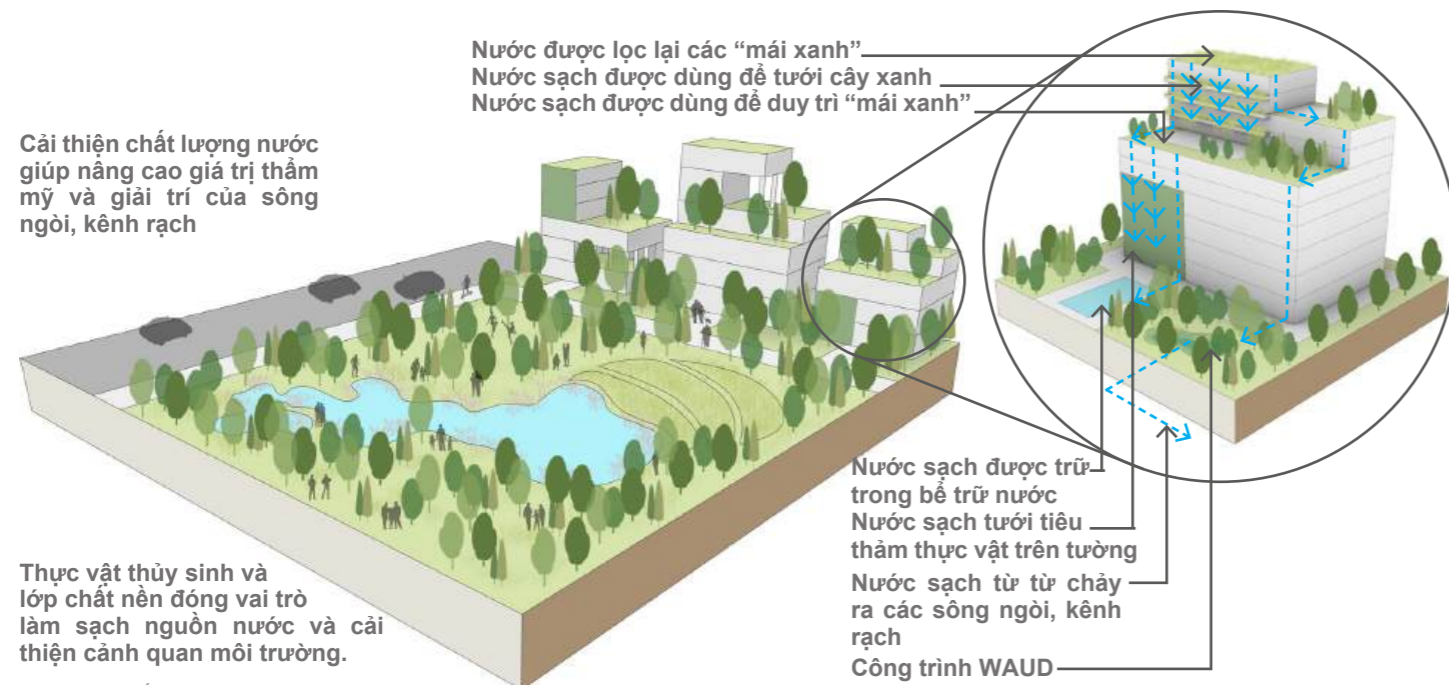 Nước được lọc lại các “mái xanh”
Nước sạch được dùng để tưới cây xanh
Nước sạch được dùng để duy trì “mái xanh”
Cải thiện chất lượng nước
giúp nâng cao giá trị thẩm
mỹ và giải trí của sông
ngòi, kênh rạch
Nước sạch được trữ
trong bể trữ nước
Nước sạch tưới tiêu
thảm thực vật trên tường
Nước sạch từ từ chảy
ra các sông ngòi, kênh
rạch
Công trình WAUD
Thực vật thủy sinh và
lớp chất nền đóng vai trò
làm sạch nguồn nước và cải
thiện cảnh quan môi trường.